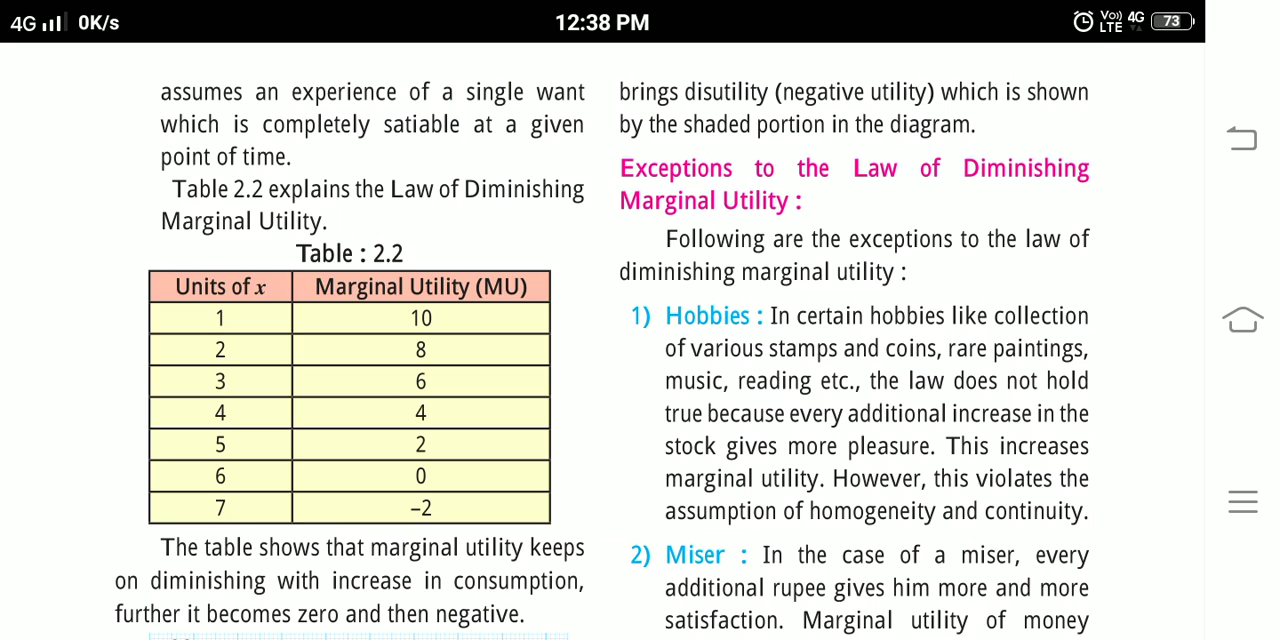 4G 0K/s 12:38 PM Vo) LTE 4G 73
assumes an experience of a single want
which is completely satiable at a given
point of time.
Table 2.2 explains the Law of Diminishing
Marginal Utility.
Table : 2.2
Units of x Marginal Utility (MU)
1 10
2 8
3 6
4 4
5 2
6 0
7 –2
The table shows that marginal utility keeps
on diminishing with increase in consumption,
further it becomes zero and then negative.
brings disutility (negative utility) which is shown
by the shaded portion in the diagram.
Exceptions to the Law of Diminishing
Marginal Utility :
Following are the exceptions to the law of
diminishing marginal utility :
1) Hobbies : In certain hobbies like collection
of various stamps and coins, rare paintings,
music, reading etc., the law does not hold
true because every additional increase in the
stock gives more pleasure. This increases
marginal utility. However, this violates the
assumption of homogeneity and continuity.
2) Miser : In the case of a miser, every
additional rupee gives him more and more
satisfaction. Marginal utility of money